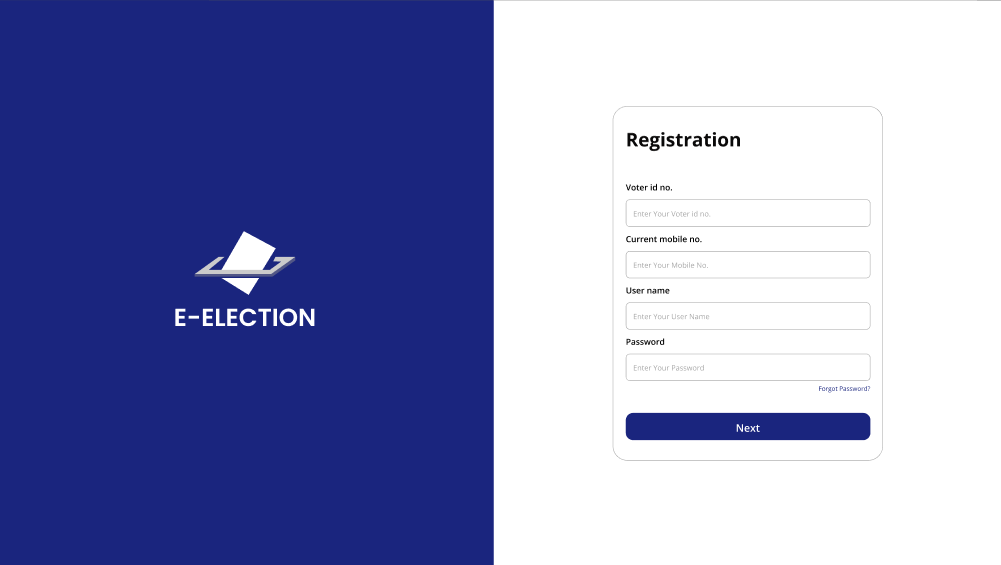 E-ELECTION
Registration
Voter id no.
Enter Your Voter id no.
Current mobile no.
Enter Your Mobile No.
User name
Enter Your User Name
Password
Enter Your Password
Forgot Password?
Next